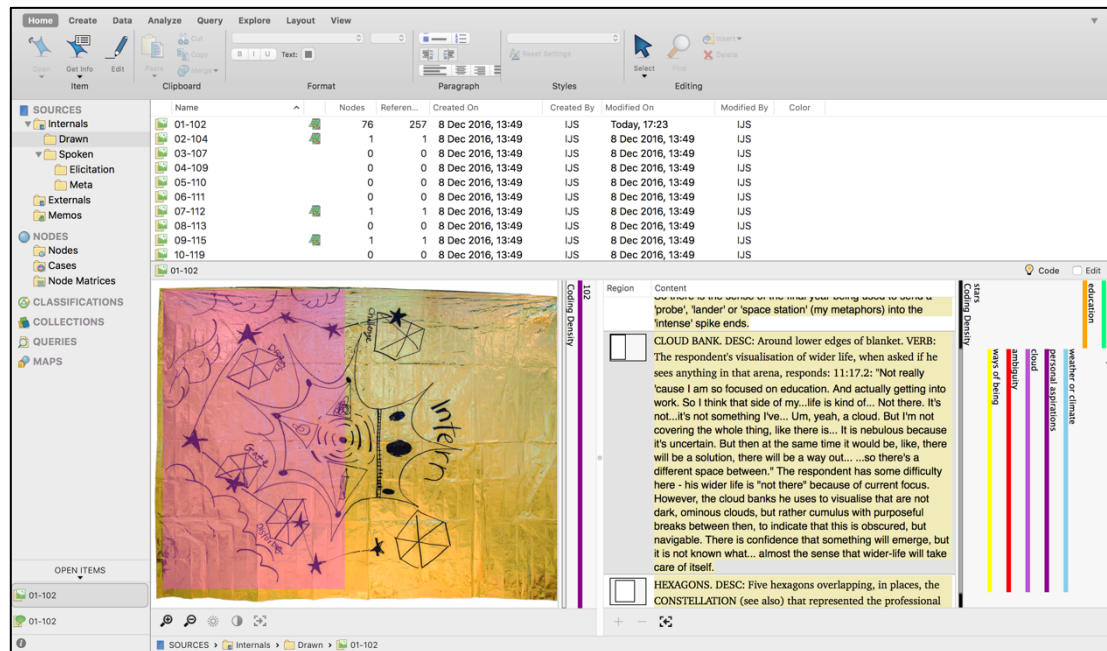 Home Create Data Analyze Query Explore Layout View
Open Get Info Edit Paste Cut Copy Merge B I U Text: Reset Settings Select Find Insert Delete
Item Clipboard Format Paragraph Styles Editing
SOURCES
Internals
Drawn
Spoken
Elicitation
Meta
Externals
Memos
NODES
Nodes
Cases
Node Matrices
CLASSIFICATIONS
COLLECTIONS
QUERIES
MAPS
OPEN ITEMS
01-102
01-102
Name Nodes Referen... Created On Created By Modified On Modified By Color
01-102 76 257 8 Dec 2016, 13:49 IJS Today, 17:23 IJS
02-104 1 1 8 Dec 2016, 13:49 IJS 8 Dec 2016, 13:49 IJS
03-107 0 0 8 Dec 2016, 13:49 IJS 8 Dec 2016, 13:49 IJS
04-109 0 0 8 Dec 2016, 13:49 IJS 8 Dec 2016, 13:49 IJS
05-110 0 0 8 Dec 2016, 13:49 IJS 8 Dec 2016, 13:49 IJS
06-111 0 0 8 Dec 2016, 13:49 IJS 8 Dec 2016, 13:49 IJS
07-112 1 1 8 Dec 2016, 13:49 IJS 8 Dec 2016, 13:49 IJS
08-113 0 0 8 Dec 2016, 13:49 IJS 8 Dec 2016, 13:49 IJS
09-115 1 1 8 Dec 2016, 13:49 IJS 8 Dec 2016, 13:49 IJS
10-119 0 0 8 Dec 2016, 13:49 IJS 8 Dec 2016, 13:49 IJS
01-102 Code Edit
Challenge
Intern
102
Coding Density
Region Content
So there is the sense of the final year being used to send a
'probe', 'lander' or 'space station' (my metaphors) into the
'intense' spike ends.
CLOUD BANK. DESC: Around lower edges of blanket. VERB:
The respondent's visualisation of wider life, when asked if he
sees anything in that arena, responds: 11:17.2: "Not really
'cause I am so focused on education. And actually getting into
work. So I think that side of my...life is kind of... Not there. It's
not...it's not something I've... Um, yeah, a cloud. But I'm not
covering the whole thing, like there is... It is nebulous because
it's uncertain. But then at the same time it would be, like, there
will be a solution, there will be a way out... ...so there's a
different space between." The respondent has some difficulty
here - his wider life is "not there" because of current focus.
However, the cloud banks he uses to visualise that are not
dark, ominous clouds, but rather cumulus with purposeful
breaks between then, to indicate that this is obscured, but
navigable. There is confidence that something will emerge, but
it is not known what... almost the sense that wider-life will take
care of itself.
HEXAGONS. DESC: Five hexagons overlapping, in places, the
CONSTELLATION (see also) that represented the professional
stars
Coding Density
education
ways of being
ambiguity
cloud
personal aspirations
weather or climate
SOURCES Internals Drawn 01-102